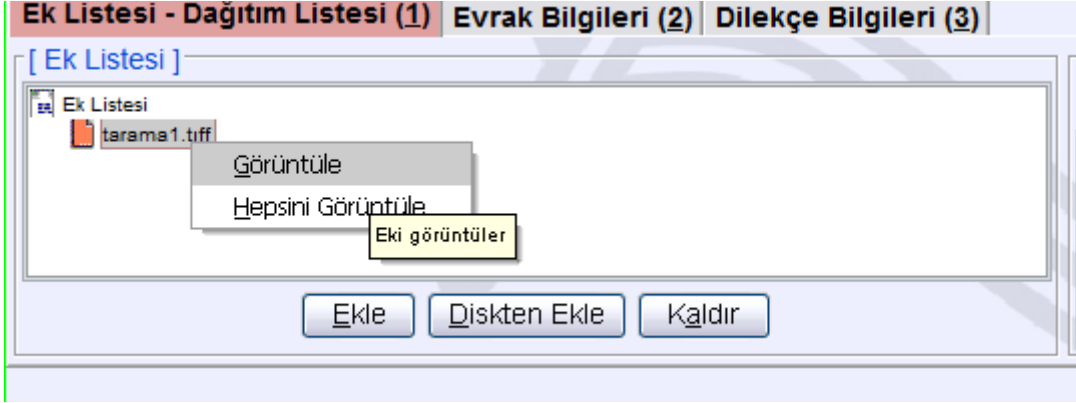 Ek Listesi - Dağıtım Listesi (1) Evrak Bilgileri (2) Dilekçe Bilgileri (3)
[ Ek Listesi ]
Ek Listesi
tarama1.tıff
Görüntüle
Hepsini Görüntüle
Eki görüntüler
Ekle Diskten Ekle Kaldır